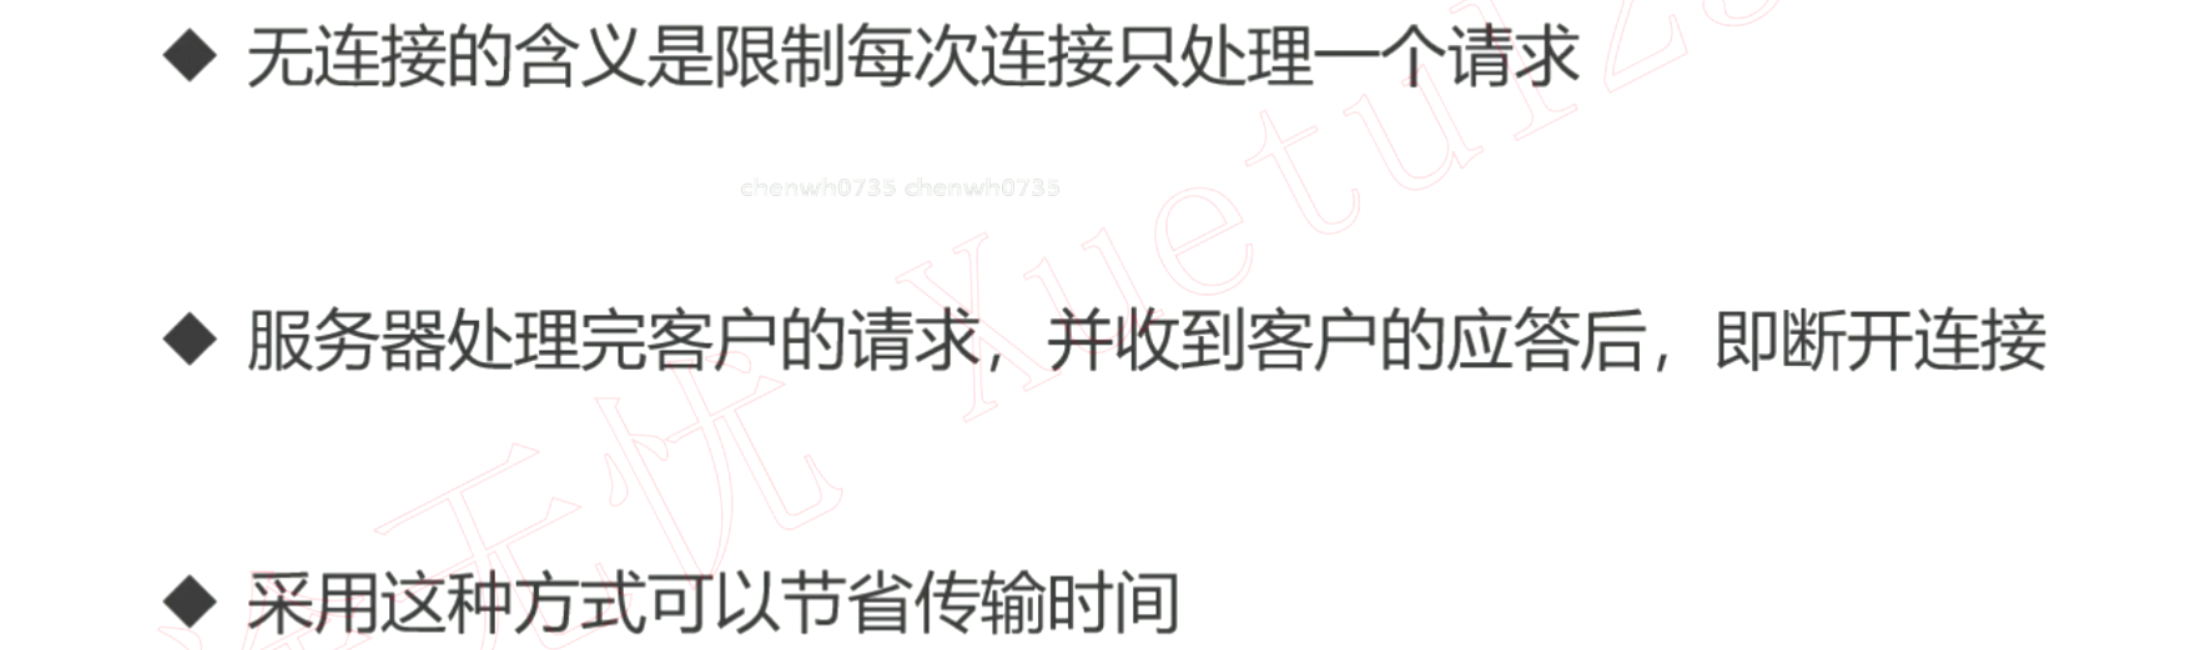 ◆ 无连接的含义是限制每次连接只处理一个请求
chenwh0735 chenwh0735
◆ 服务器处理完客户的请求，并收到客户的应答后，即断开连接
◆ 采用这种方式可以节省传输时间
无忧 Xuetu